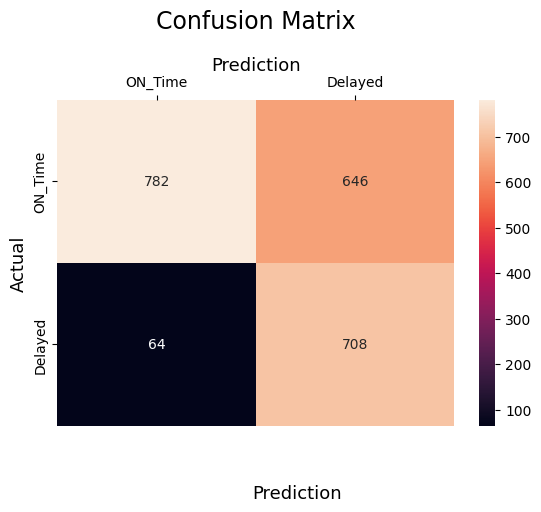 Confusion Matrix
Prediction
ON_Time Delayed
Actual
ON_Time 782 646
Delayed 64 708
700
600
500
400
300
200
100
Prediction